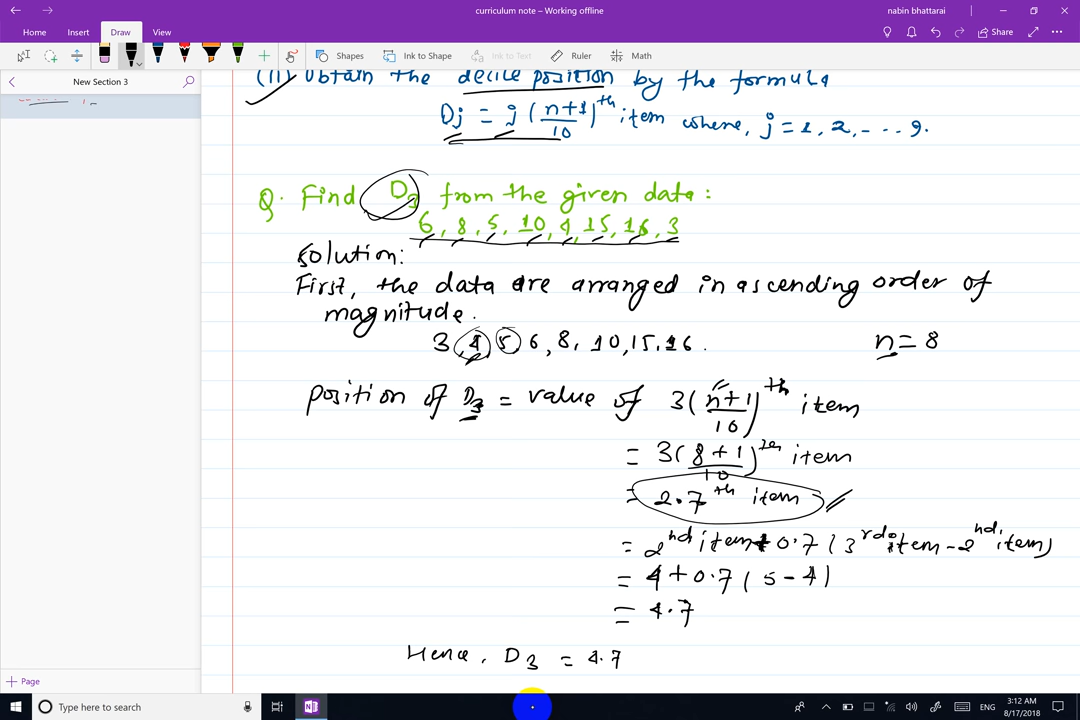 curriculum note – Working offline
nabin bhattarai
Home Insert Draw View
Share
Shapes Ink to Shape Ink to Text Ruler Math
New Section 3
(ii) Obtain the decile position by the formula
Dj = j (n+1/10)th item where, j = 1, 2, - - .. 9.
Q. Find D3 from the given data :
6, 8, 5, 10, 4, 15, 16, 3
Solution:
First, the data are arranged in ascending order of
magnitude.
3 4, 5, 6, 8, 10, 15, 16. n = 8
position of D3 = value of 3(n+1/10)th item
= 3(8+1/10)th item
= 2.7th item
= 2nd item + 0.7 (3rd item - 2nd item)
= 4 + 0.7 ( 5 - 4)
= 4.7
Hence, D3 = 4.7
+ Page
Type here to search
ENG
3:12 AM
8/17/2018